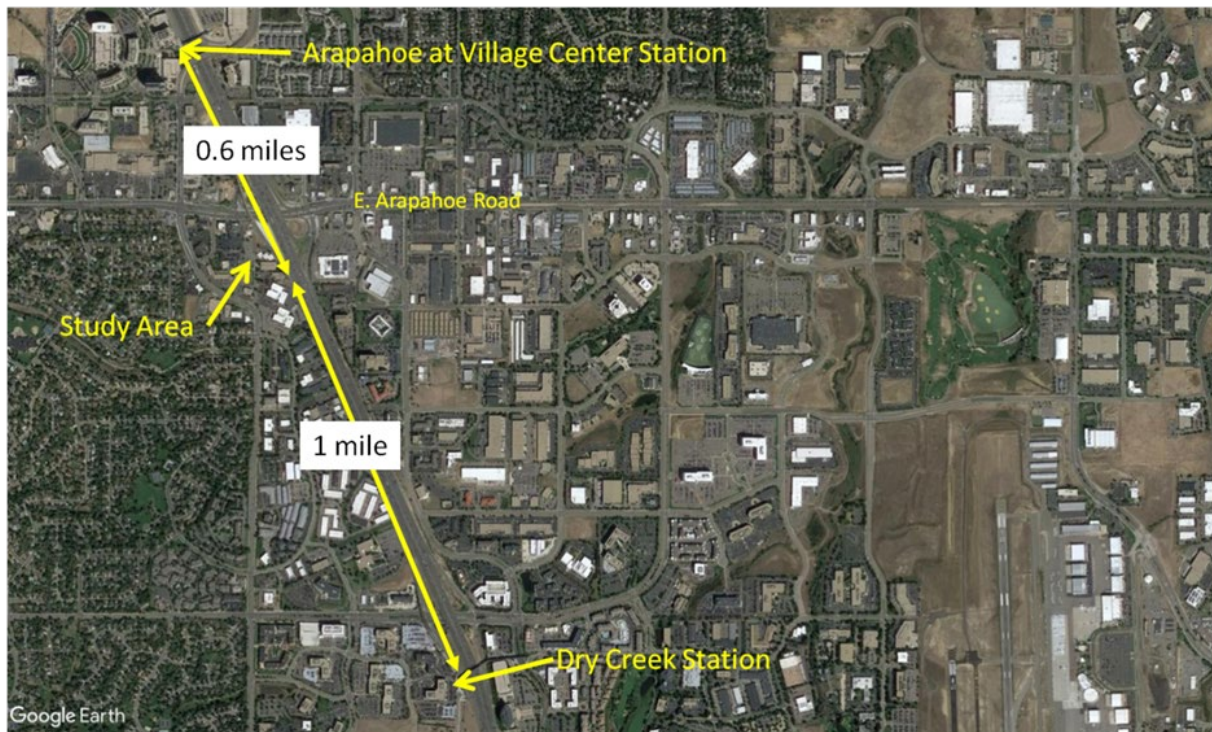 Arapahoe at Village Center Station
0.6 miles
E. Arapahoe Road
Study Area
1 mile
Dry Creek Station
Google Earth